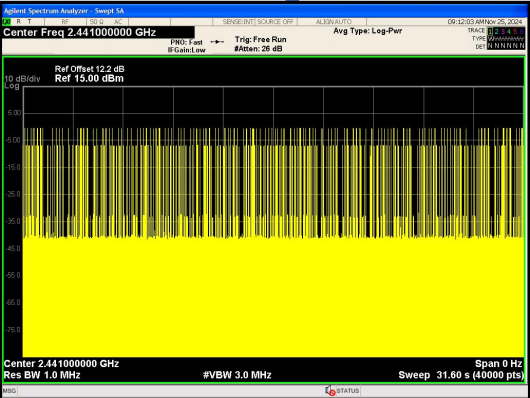 Agilent Spectrum Analyzer - Swept SA
R T RF 50 Ω AC SENSE:INT SOURCE OFF ALIGN AUTO 09:12:03 AM Nov 25, 2024
Center Freq 2.441000000 GHz Avg Type: Log-Pwr TRACE 1 2 3 4 5 6
PNO: Fast Trig: Free Run TYPE
IFGain:Low #Atten: 26 dB DET N N N N N N
Ref Offset 12.2 dB
10 dB/div Ref 15.00 dBm
Log
5.00
-5.00
-15.0
-25.0
-35.0
-45.0
-55.0
-65.0
-75.0
Center 2.441000000 GHz Span 0 Hz
Res BW 1.0 MHz #VBW 3.0 MHz Sweep 31.60 s (40000 pts)
MSG STATUS